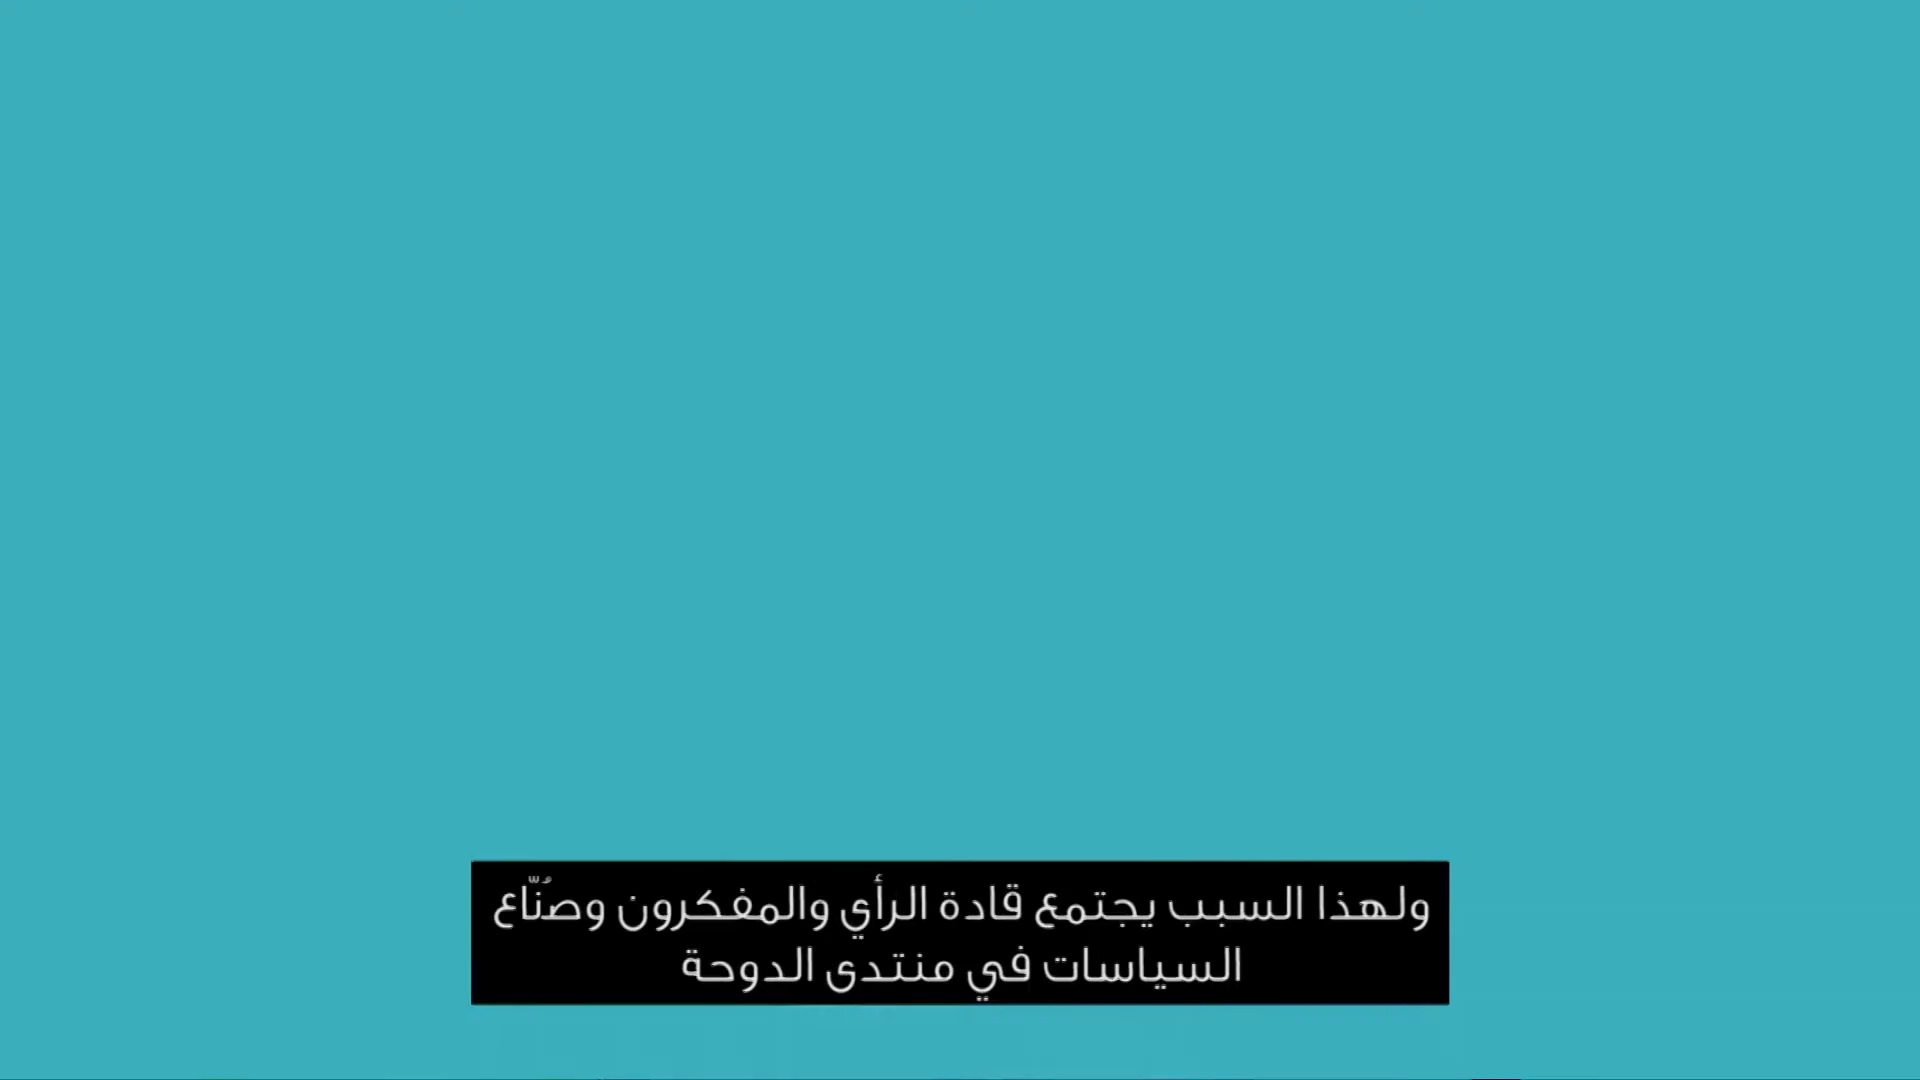 ولهذا السبب يجتمع قادة الرأي والمفكرون وصُنّاع
السياسات في منتدى الدوحة